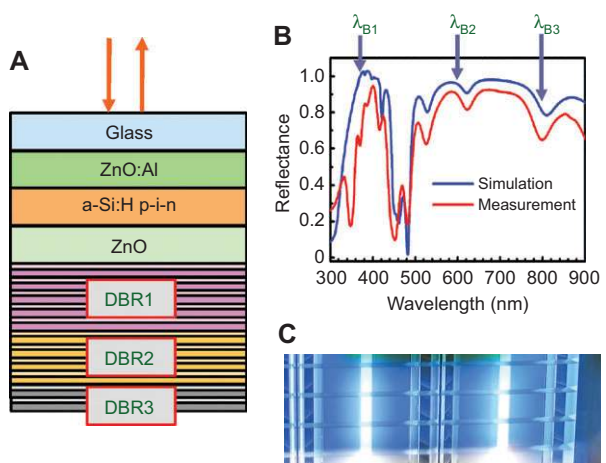 A
Glass
ZnO:Al
a-Si:H p-i-n
ZnO
DBR1
DBR2
DBR3
B
λB1 λB2 λB3
1.0
0.8
0.6
0.4
0.2
0
Reflectance
Simulation
Measurement
300 400 500 600 700 800 900
Wavelength (nm)
C